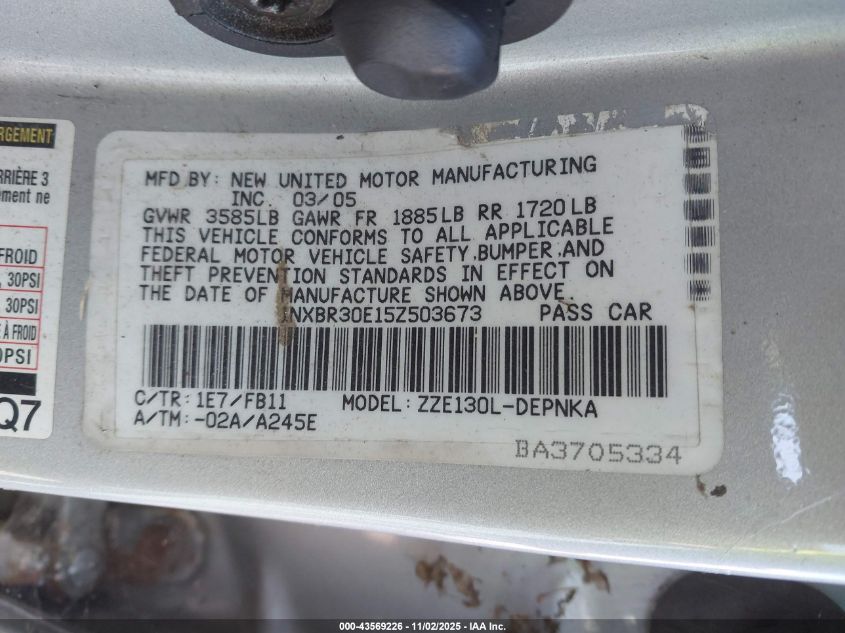 RGEMENT
RRIÈRE 3
ement ne
FROID
, 30PSI
30PSI
É À FROID
0PSI
Q7
MFD BY: NEW UNITED MOTOR MANUFACTURING
INC 03/05
GVWR 3585LB GAWR FR 1885LB RR 1720LB
THIS VEHICLE CONFORMS TO ALL APPLICABLE
FEDERAL MOTOR VEHICLE SAFETY,BUMPER,AND
THEFT PREVENTION STANDARDS IN EFFECT ON
THE DATE OF MANUFACTURE SHOWN ABOVE.
1NXBR30E15Z503673 PASS CAR
C/TR: 1E7/FB11 MODEL: ZZE130L-DEPNKA
A/TM: -02A/A245E
BA3705334
000-43569226 - 11/02/2025 - IAA Inc.